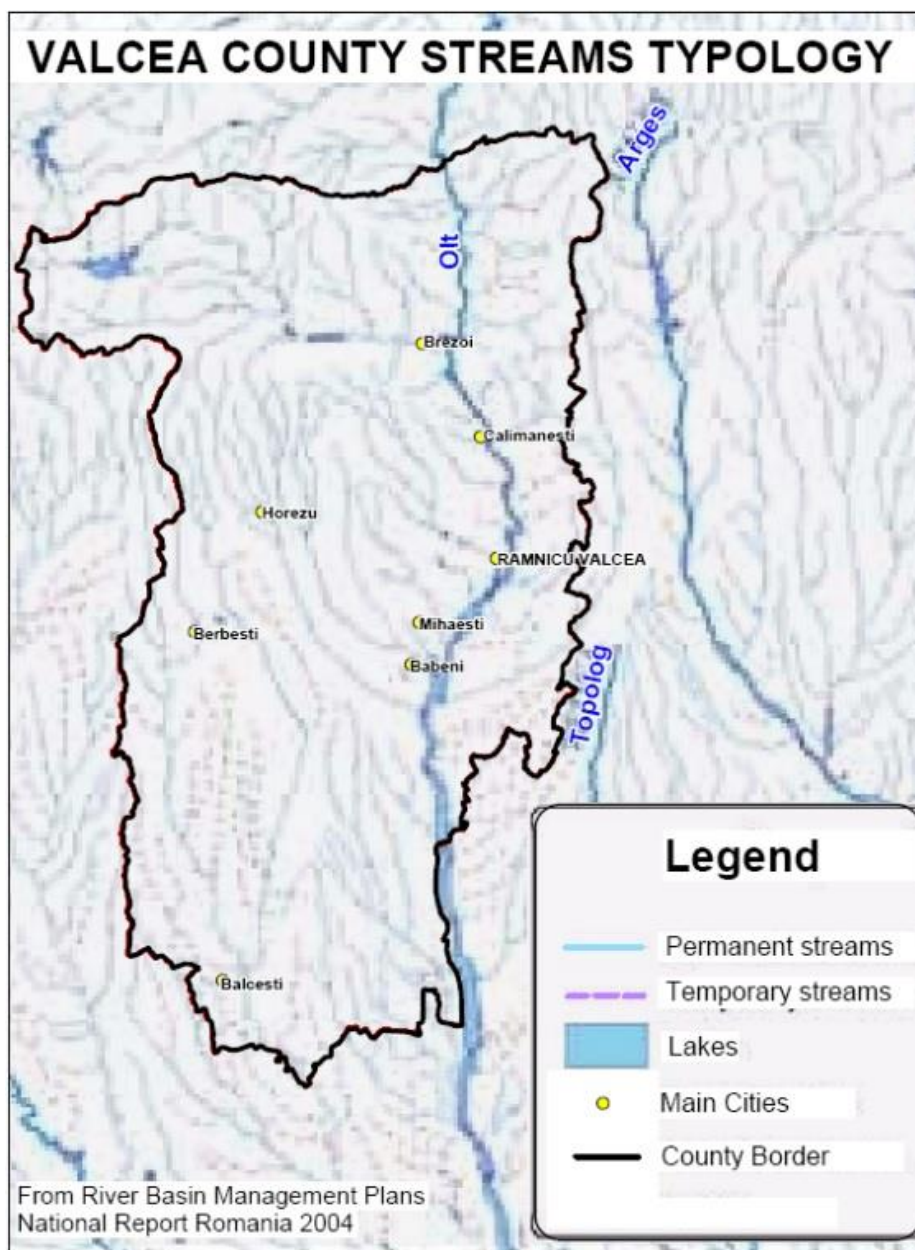 VALCEA COUNTY STREAMS TYPOLOGY
Arges
Olt
Brezoi
Calimanesti
Horezu
RAMNICU VALCEA
Mihaesti
Berbesti
Babeni
Topolog
Balcesti
Legend
Permanent streams
Temporary streams
Lakes
Main Cities
County Border
From River Basin Management Plans
National Report Romania 2004